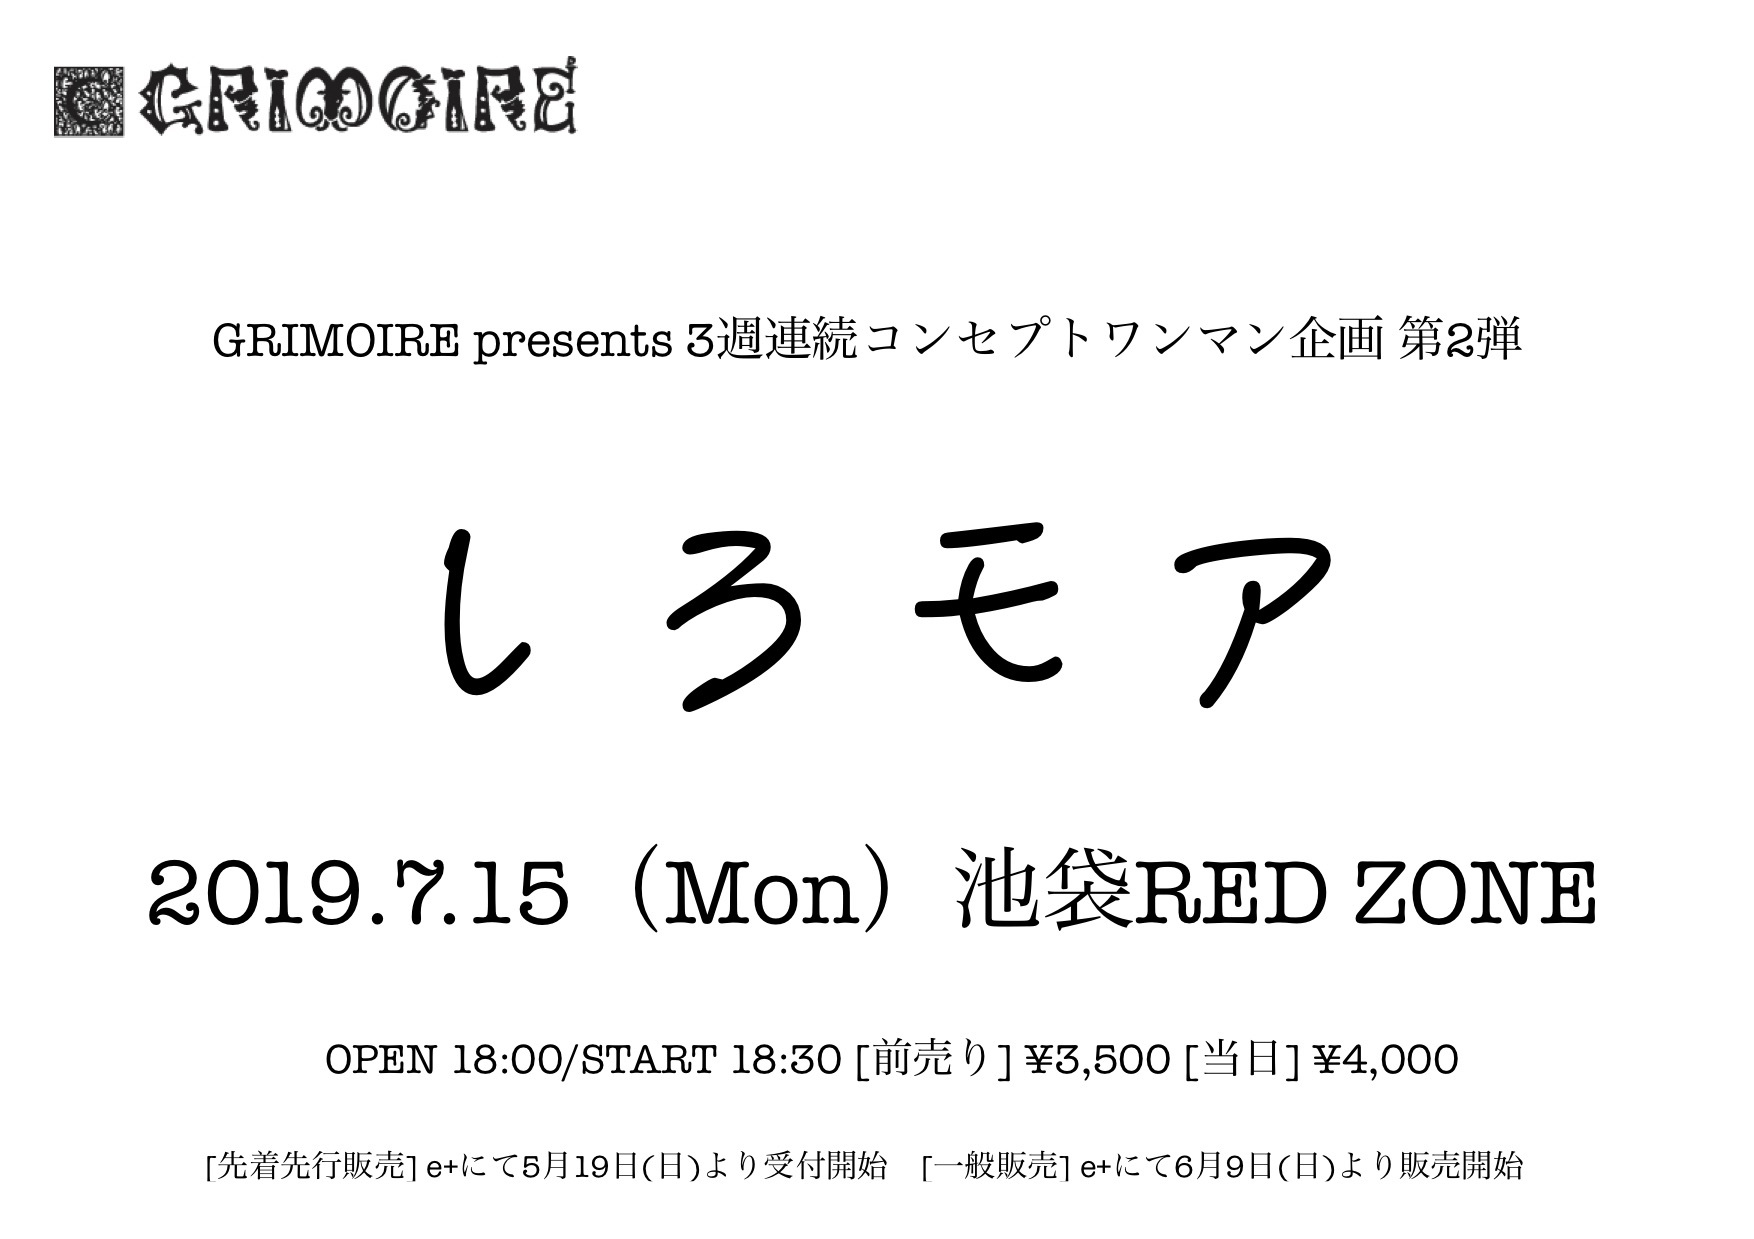 GRIMOIRE
GRIMOIRE presents 3週連続コンセプトワンマン企画 第2弾
しろモア
2019.7.15（Mon）池袋RED ZONE
OPEN 18:00/START 18:30 [前売り] ¥3,500 [当日] ¥4,000
[先着先行販売] e+にて5月19日(日)より受付開始　[一般販売] e+にて6月9日(日)より販売開始